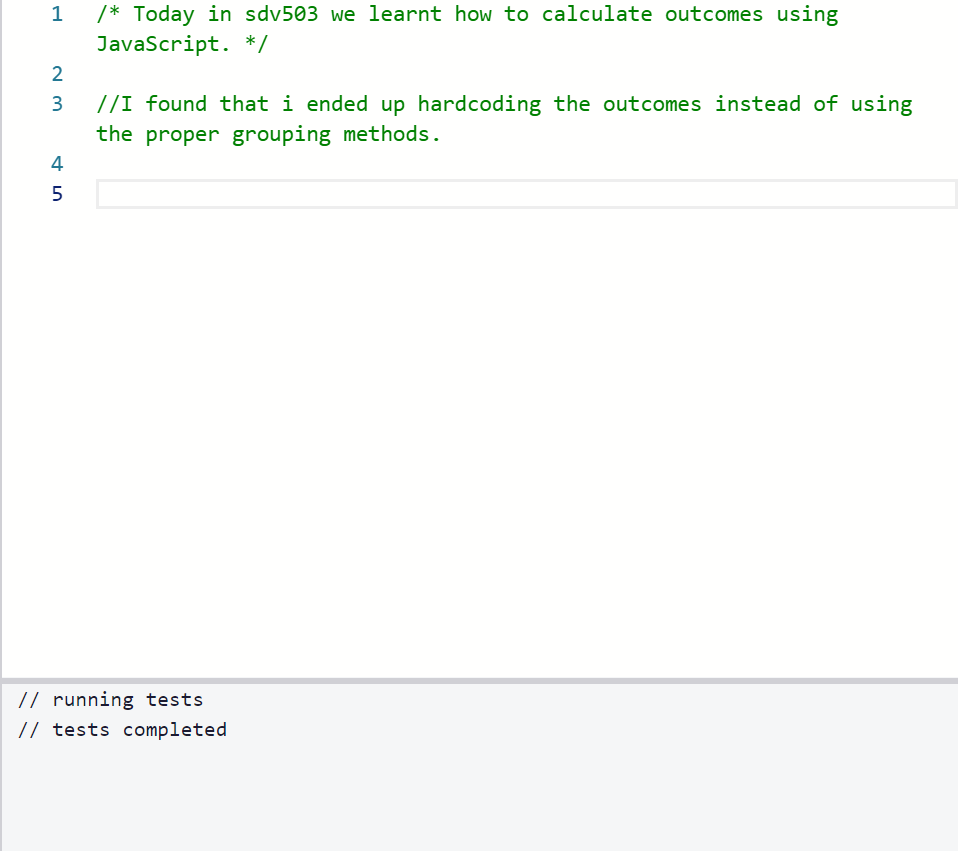 1 /* Today in sdv503 we learnt how to calculate outcomes using
JavaScript. */
2
3 //I found that i ended up hardcoding the outcomes instead of using
the proper grouping methods.
4
5
// running tests
// tests completed